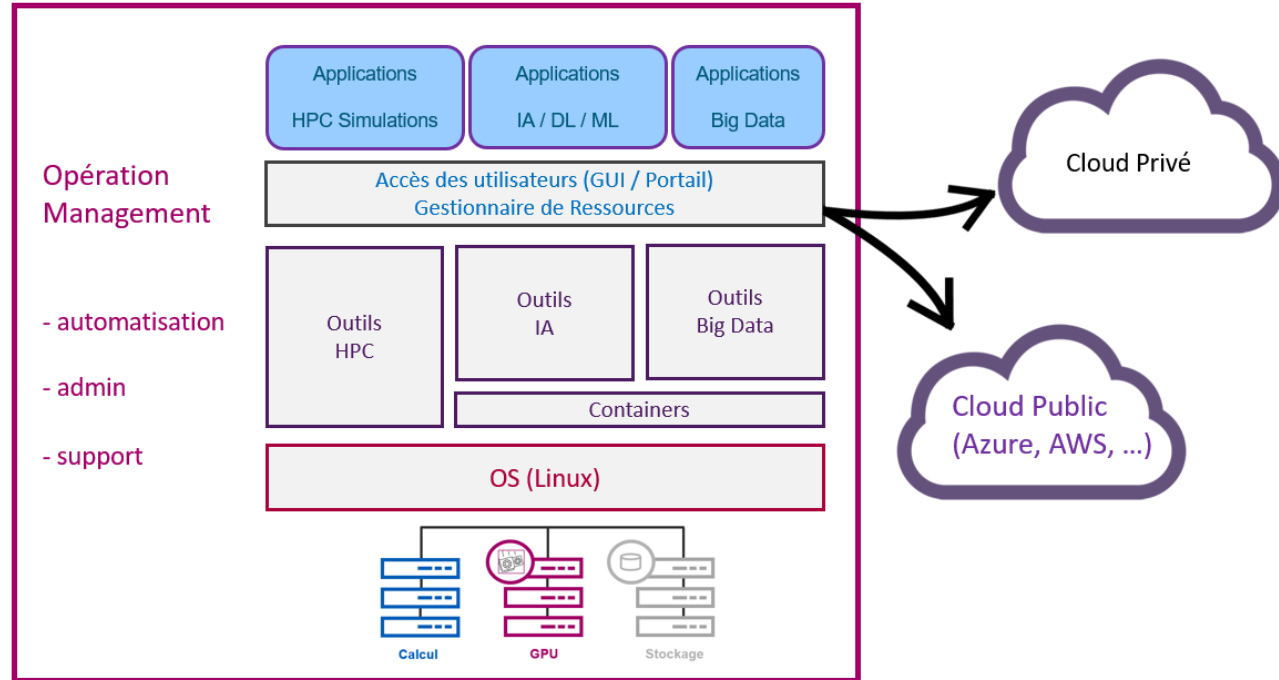 Applications
HPC Simulations
Applications
IA / DL / ML
Applications
Big Data
Opération
Management
- automatisation
- admin
- support
Accès des utilisateurs (GUI / Portail)
Gestionnaire de Ressources
Outils
HPC
Outils
IA
Outils
Big Data
Containers
OS (Linux)
Calcul
GPU
Stockage
Cloud Privé
Cloud Public
(Azure, AWS, ...)